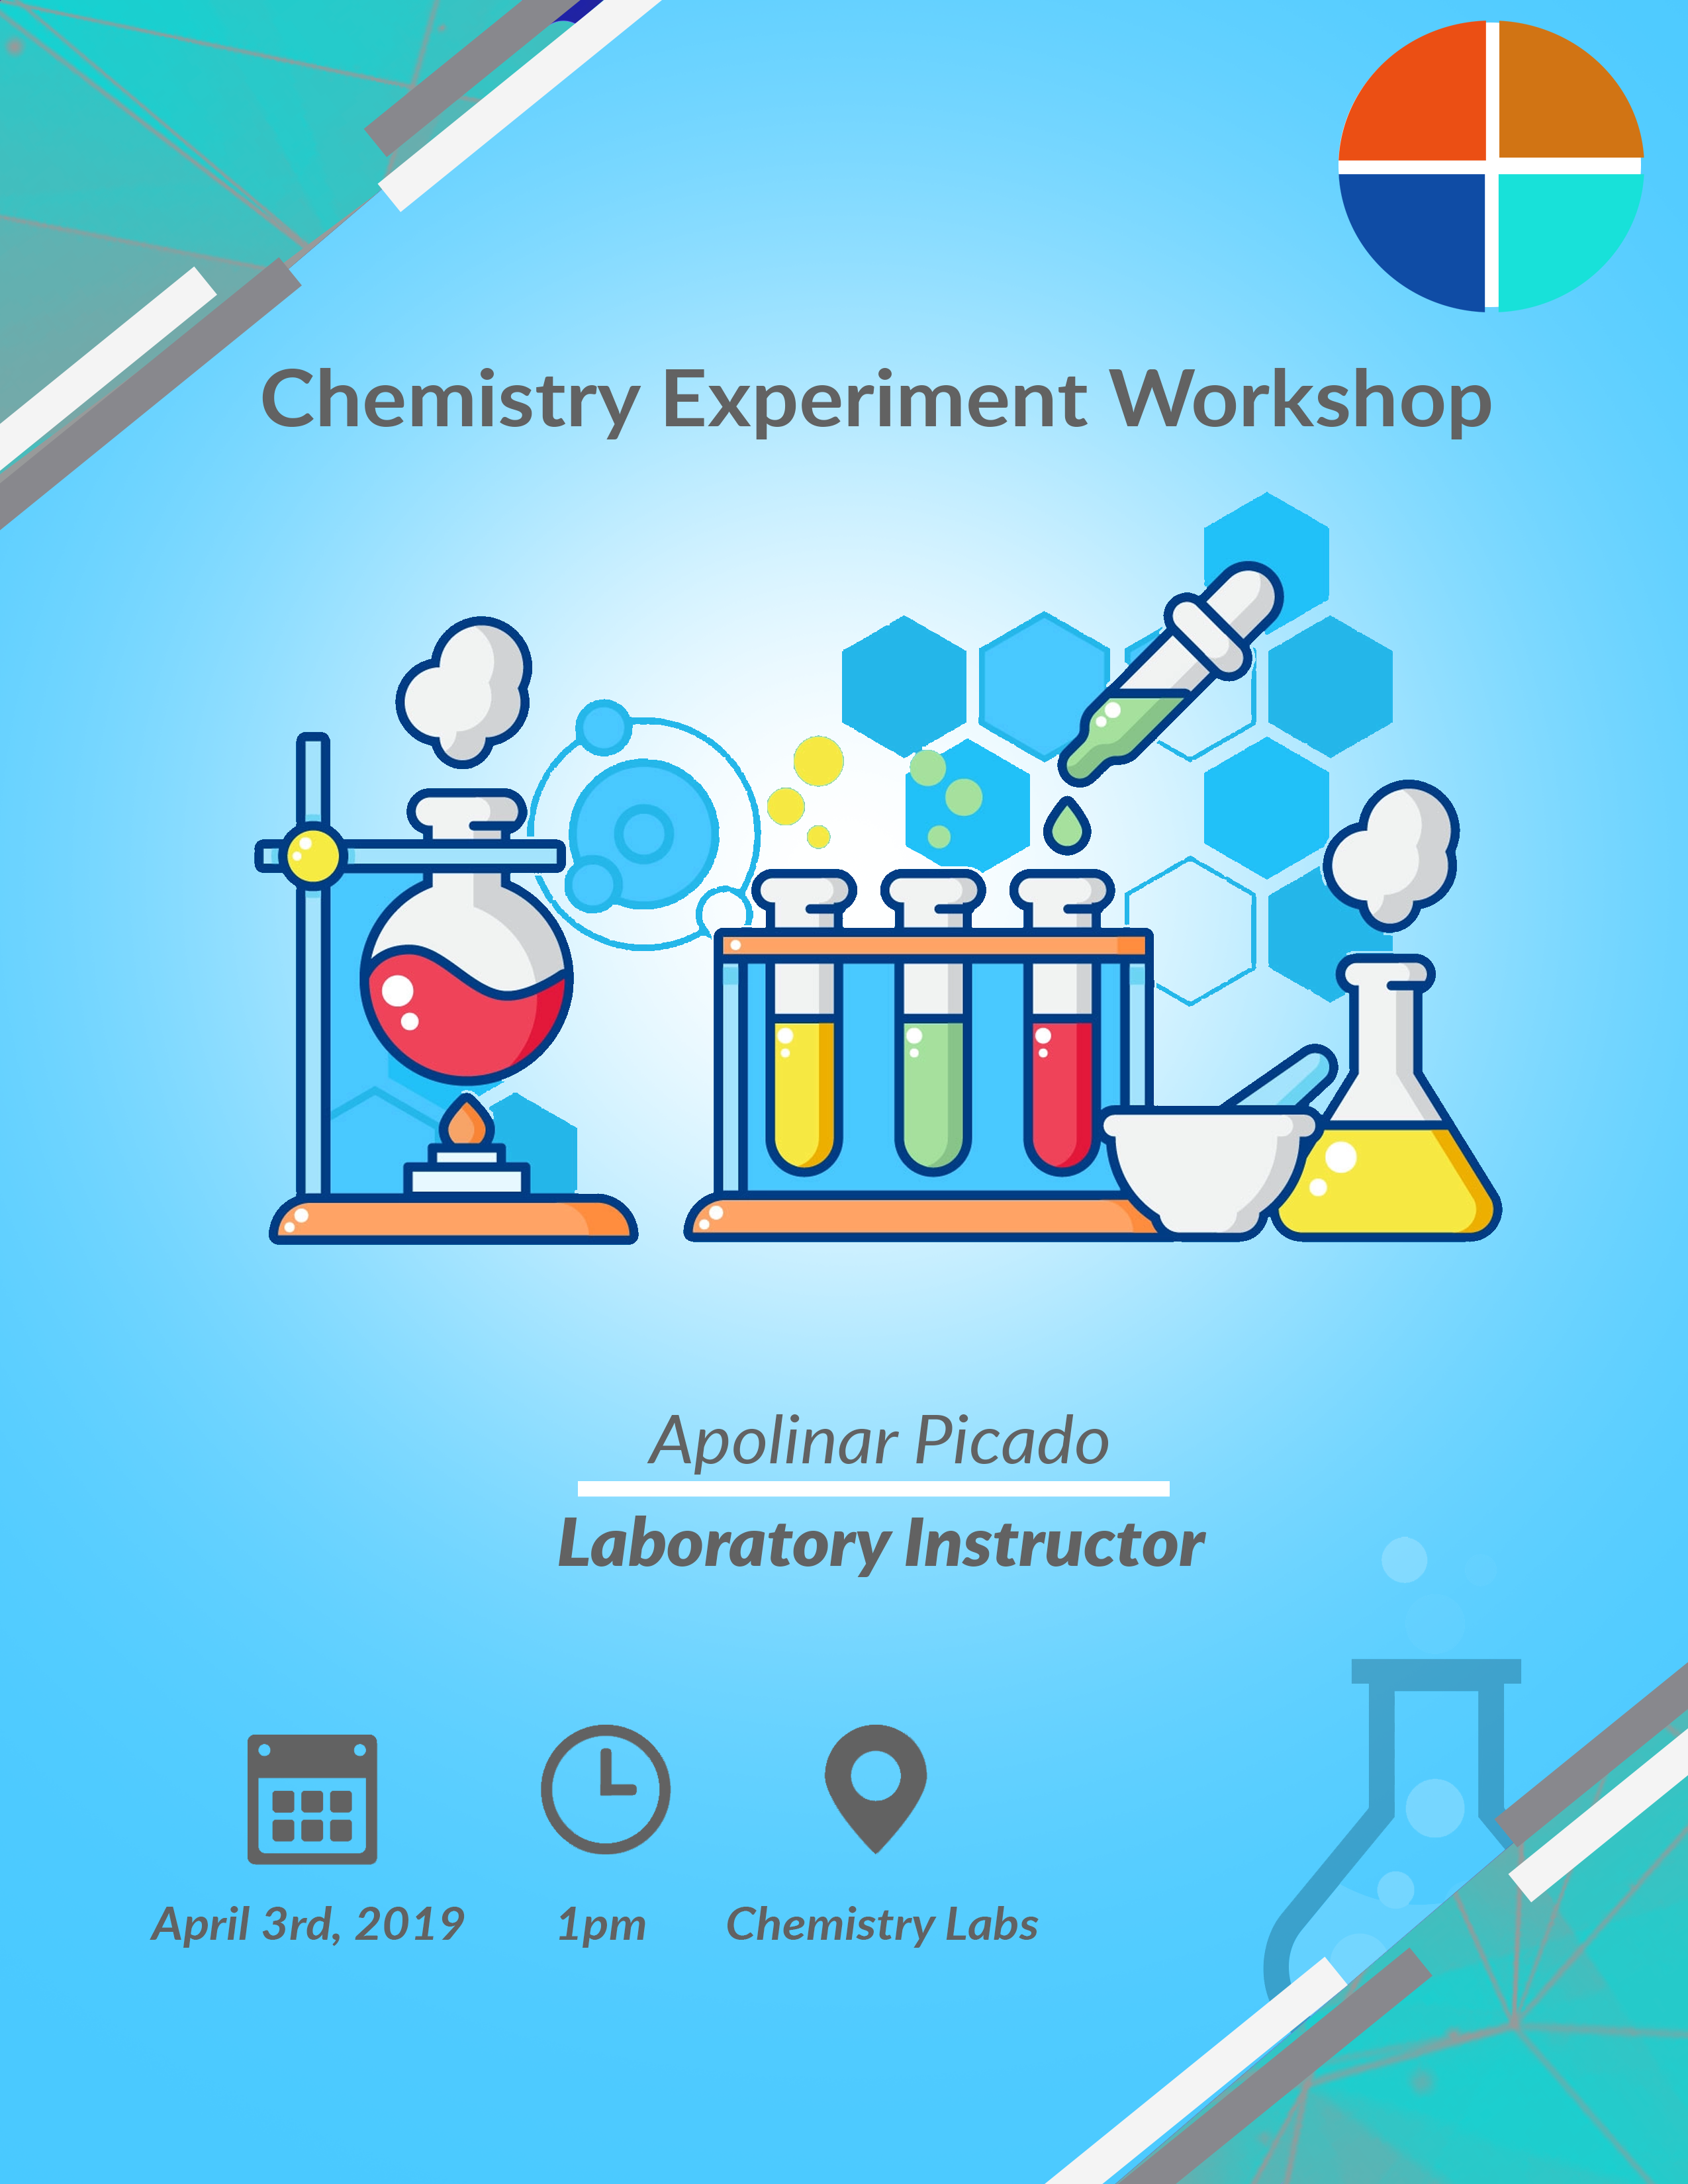 Chemistry Experiment Workshop
Apolinar Picado
Laboratory Instructor
April 3rd, 2019
1pm
Chemistry Labs